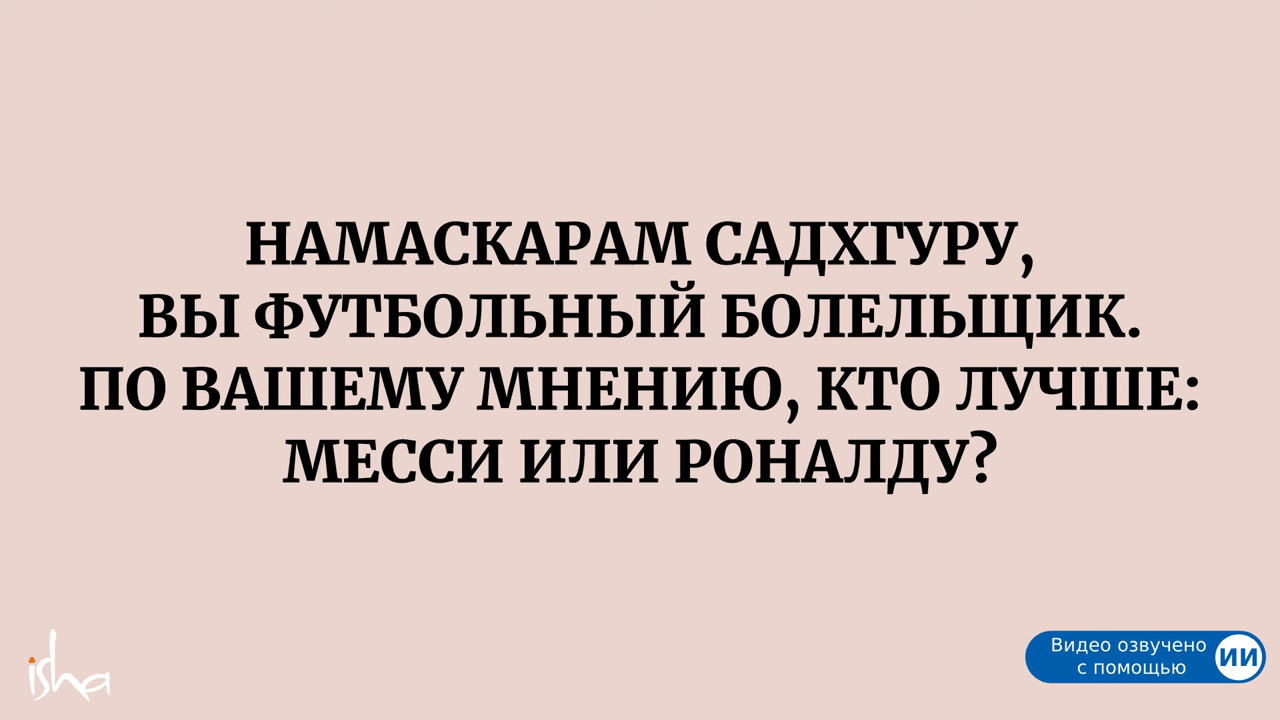 НАМАСКАРАМ САДХГУРУ,
ВЫ ФУТБОЛЬНЫЙ БОЛЕЛЬЩИК.
ПО ВАШЕМУ МНЕНИЮ, КТО ЛУЧШЕ:
МЕССИ ИЛИ РОНАЛДУ?
isha
Видео озвучено
с помощью
ИИ